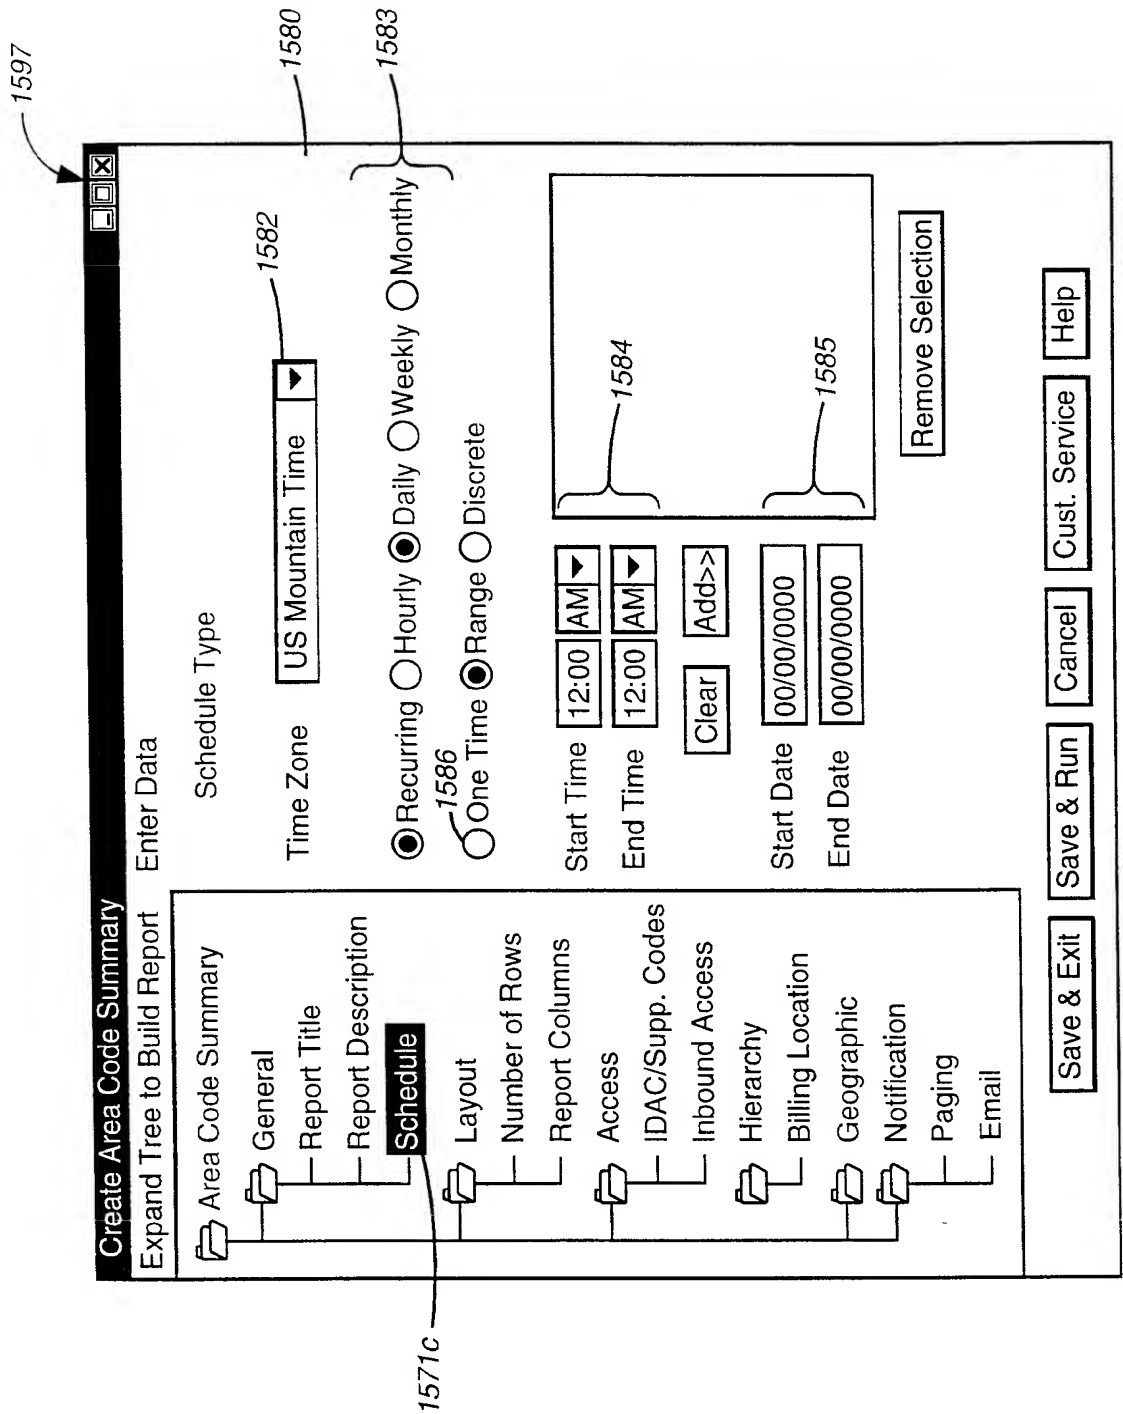 1597
Create Area Code Summary
Expand Tree to Build Report
Enter Data
Area Code Summary
General
Report Title
Report Description
Schedule
Layout
Number of Rows
Report Columns
Access
IDAC/Supp. Codes
Inbound Access
Hierarchy
Billing Location
Geographic
Notification
Paging
Email
1571c
Schedule Type
1580
Time Zone
US Mountain Time
1582
Recurring
Hourly
Daily
Weekly
Monthly
1583
1586
One Time
Range
Discrete
Start Time
12:00
AM
1584
End Time
12:00
AM
Clear
Add>>
Start Date
00/00/0000
1585
End Date
00/00/0000
Remove Selection
Save & Exit
Save & Run
Cancel
Cust. Service
Help